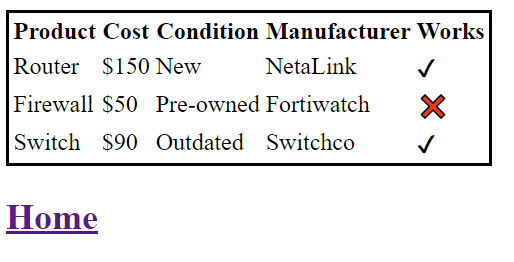 Product Cost Condition Manufacturer Works
Router $150 New NetaLink ✓
Firewall $50 Pre-owned Fortiwatch ❌
Switch $90 Outdated Switchco ✓
Home